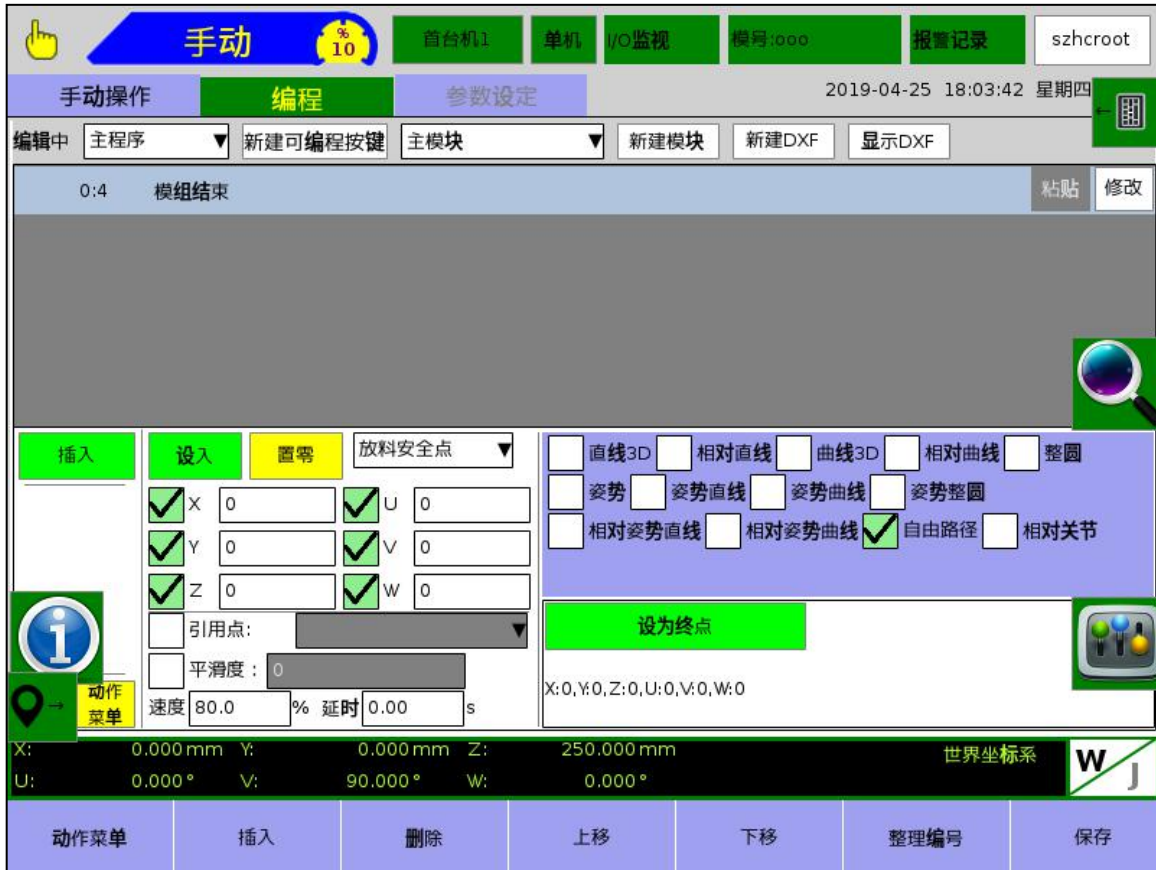 手动 % 10 首台机1 单机 I/O监视 模号:ooo 报警记录 szhcroot
手动操作 编程 参数设定 2019-04-25 18:03:42 星期四
编辑中 主程序 新建可编程按键 主模块 新建模块 新建DXF 显示DXF
0:4 模组结束 粘贴 修改
插入 设入 置零 放料安全点
直线3D 相对直线 曲线3D 相对曲线 整圆
X 0 U 0
姿势 姿势直线 姿势曲线 姿势整圆
Y 0 V 0
相对姿势直线 相对姿势曲线 自由路径 相对关节
Z 0 W 0
引用点:
设为终点
平滑度: 0
X:0,Y:0,Z:0,U:0,V:0,W:0
动作菜单 速度 80.0 % 延时 0.00 s
X: 0.000 mm Y: 0.000 mm Z: 250.000 mm 世界坐标系 W J
U: 0.000° V: 90.000° W: 0.000°
动作菜单 插入 删除 上移 下移 整理编号 保存